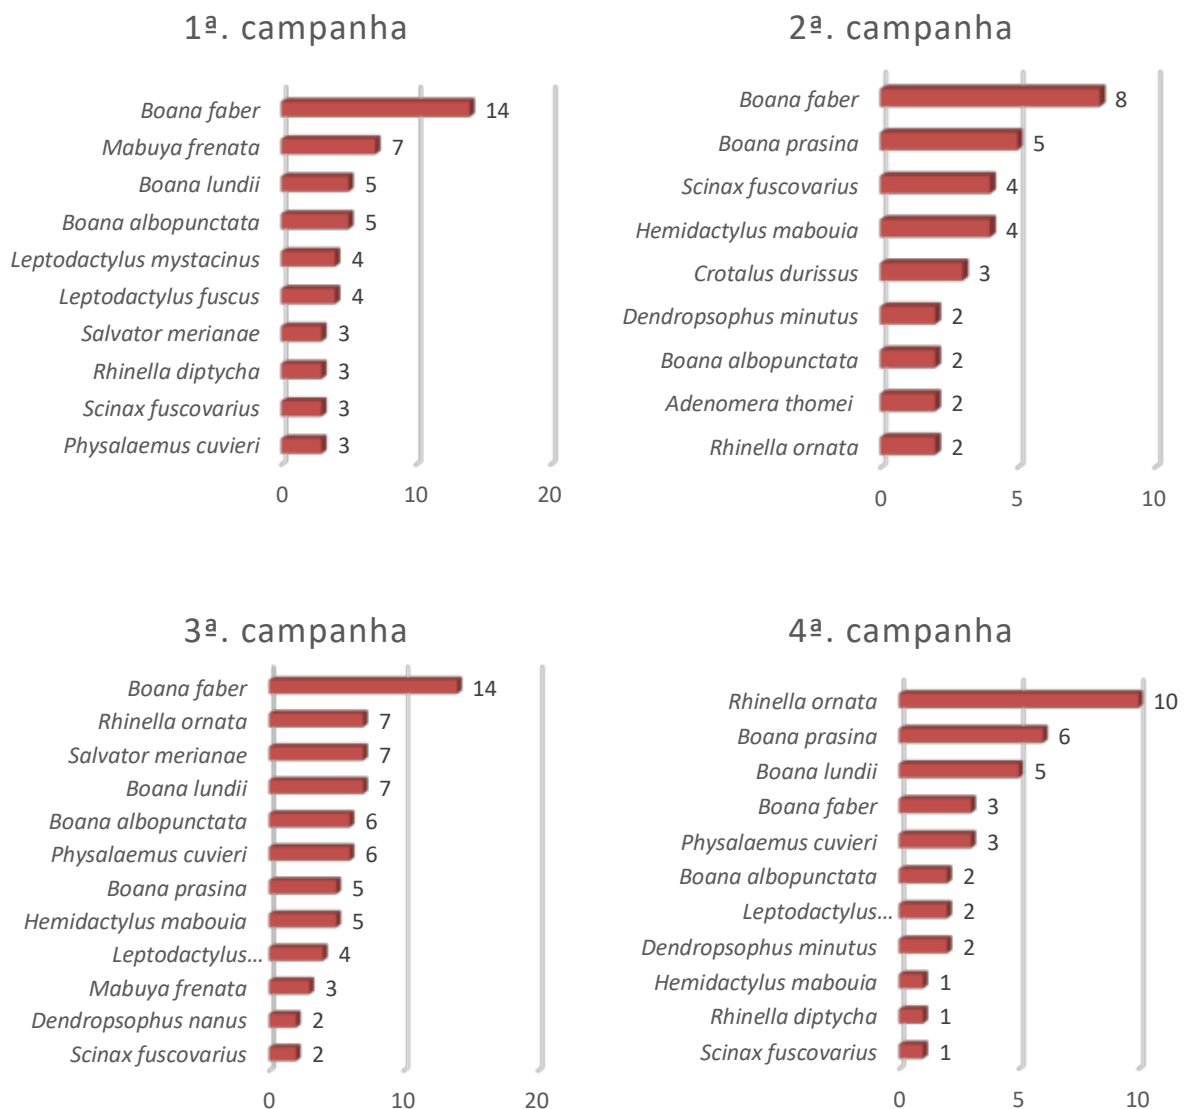 1ª. campanha
Boana faber 14
Mabuya frenata 7
Boana lundii 5
Boana albopunctata 5
Leptodactylus mystacinus 4
Leptodactylus fuscus 4
Salvator merianae 3
Rhinella diptycha 3
Scinax fuscovarius 3
Physalaemus cuvieri 3
0 10 20
2ª. campanha
Boana faber 8
Boana prasina 5
Scinax fuscovarius 4
Hemidactylus mabouia 4
Crotalus durissus 3
Dendropsophus minutus 2
Boana albopunctata 2
Adenomera thomei 2
Rhinella ornata 2
0 5 10
3ª. campanha
Boana faber 14
Rhinella ornata 7
Salvator merianae 7
Boana lundii 7
Boana albopunctata 6
Physalaemus cuvieri 6
Boana prasina 5
Hemidactylus mabouia 5
Leptodactylus... 4
Mabuya frenata 3
Dendropsophus nanus 2
Scinax fuscovarius 2
0 10 20
4ª. campanha
Rhinella ornata 10
Boana prasina 6
Boana lundii 5
Boana faber 3
Physalaemus cuvieri 3
Boana albopunctata 2
Leptodactylus... 2
Dendropsophus minutus 2
Hemidactylus mabouia 1
Rhinella diptycha 1
Scinax fuscovarius 1
0 5 10